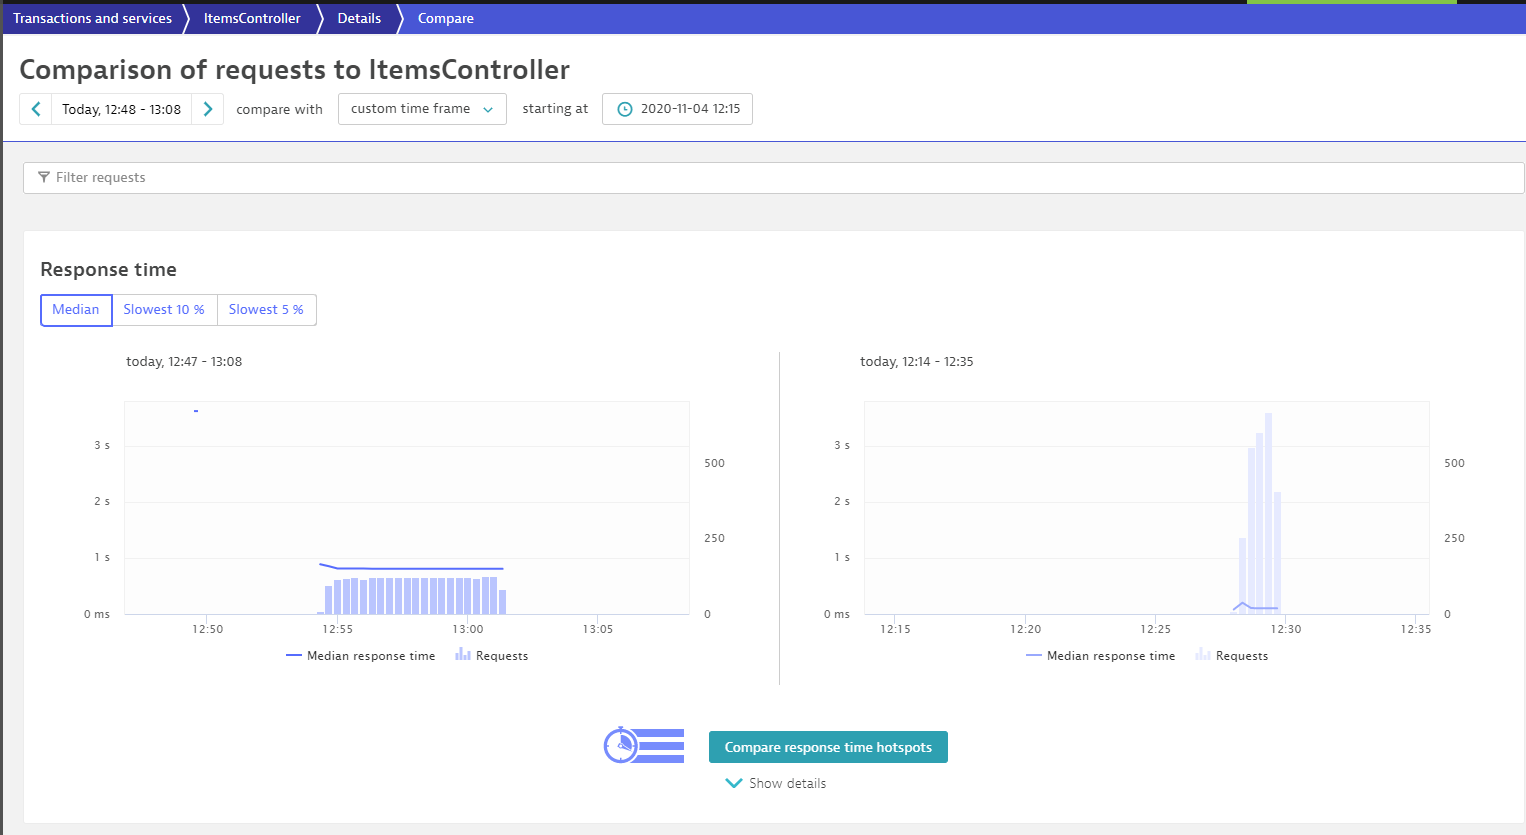 Transactions and services ItemsController Details Compare
Comparison of requests to ItemsController
Today, 12:48 - 13:08 compare with custom time frame starting at 2020-11-04 12:15
Filter requests
Response time
Median Slowest 10 % Slowest 5 %
today, 12:47 - 13:08
3 s
2 s
1 s
0 ms
500
250
0
12:50 12:55 13:00 13:05
Median response time Requests
today, 12:14 - 12:35
3 s
2 s
1 s
0 ms
500
250
0
12:15 12:20 12:25 12:30 12:35
Median response time Requests
Compare response time hotspots
Show details